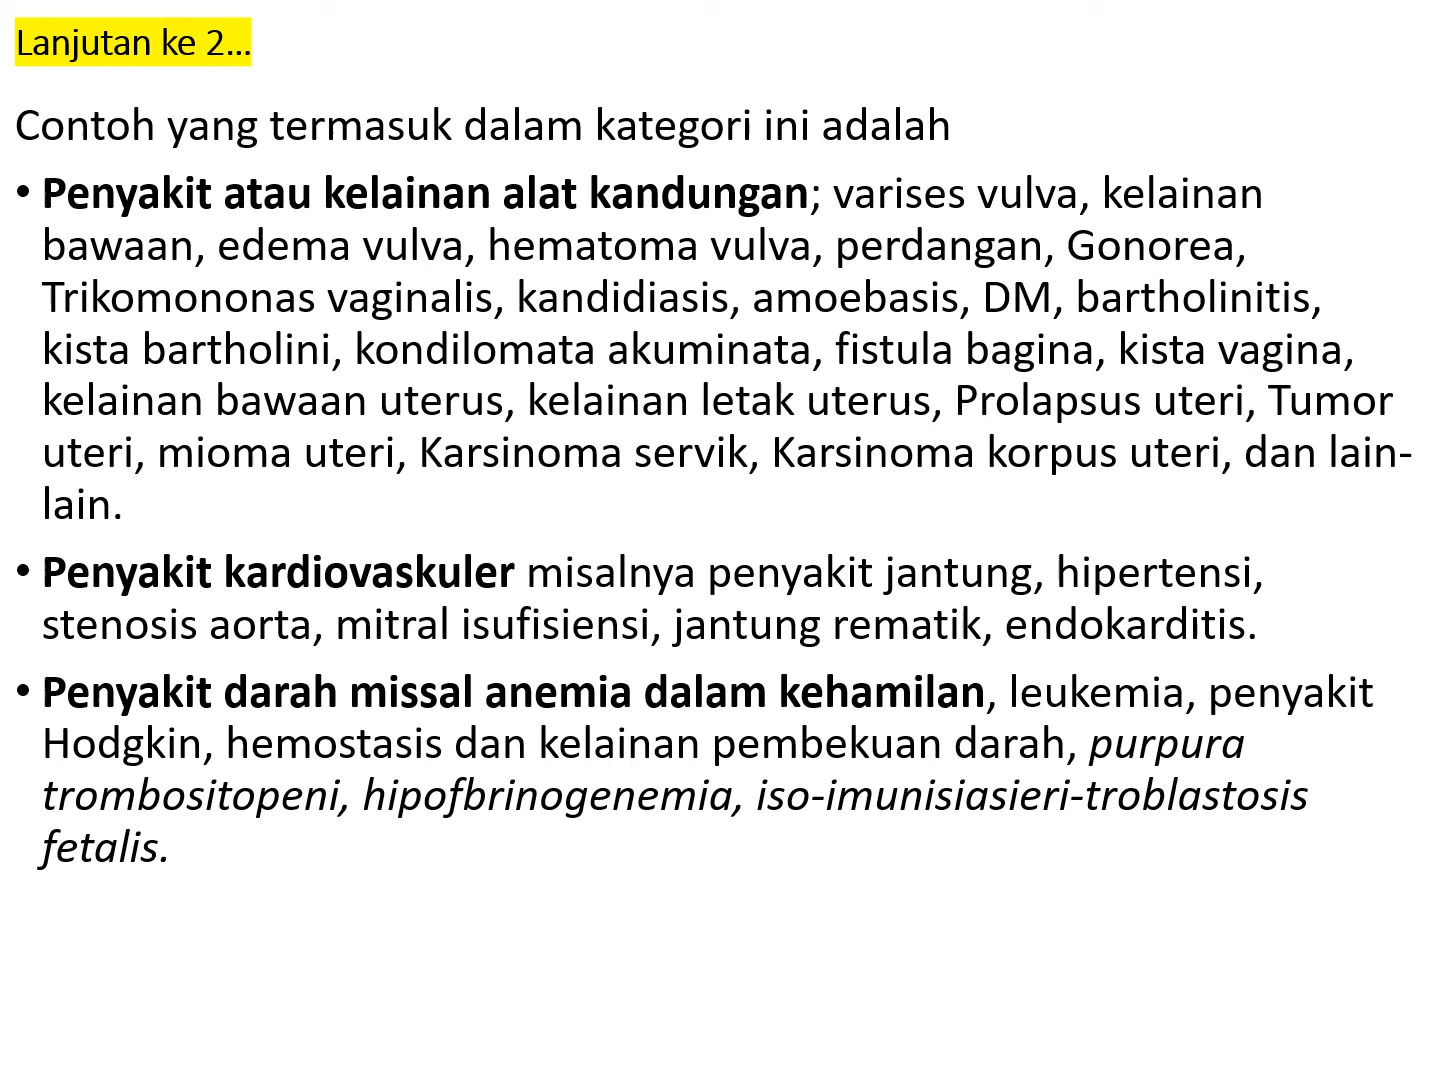 Lanjutan ke 2...
Contoh yang termasuk dalam kategori ini adalah
• Penyakit atau kelainan alat kandungan; varises vulva, kelainan
bawaan, edema vulva, hematoma vulva, perdangan, Gonorea,
Trikomononas vaginalis, kandidiasis, amoebasis, DM, bartholinitis,
kista bartholini, kondilomata akuminata, fistula bagina, kista vagina,
kelainan bawaan uterus, kelainan letak uterus, Prolapsus uteri, Tumor
uteri, mioma uteri, Karsinoma servik, Karsinoma korpus uteri, dan lain-
lain.
• Penyakit kardiovaskuler misalnya penyakit jantung, hipertensi,
stenosis aorta, mitral isufisiensi, jantung rematik, endokarditis.
• Penyakit darah missal anemia dalam kehamilan, leukemia, penyakit
Hodgkin, hemostasis dan kelainan pembekuan darah, purpura
trombositopeni, hipofbrinogenemia, iso-imunisiasieri-troblastosis
fetalis.